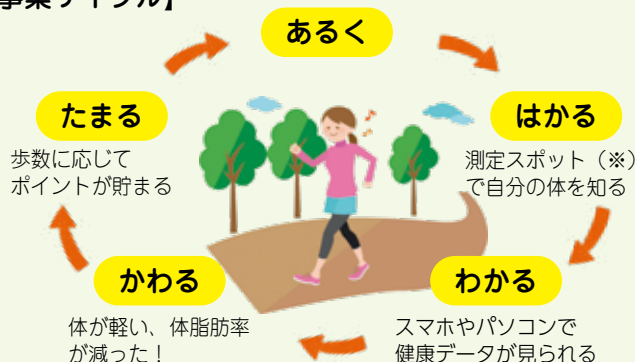 事業サイクル】
あるく
はかる
測定スポット（※）
で自分の体を知る
わかる
スマホやパソコンで
健康データが見られる
かわる
体が軽い、体脂肪率
が減った！
たまる
歩数に応じて
ポイントが貯まる